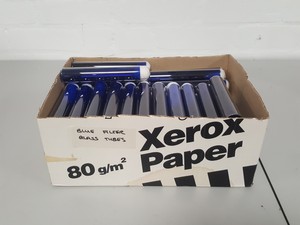 BLUE FILTER
GLASS TUBES
Xerox
Paper
80 g/m²